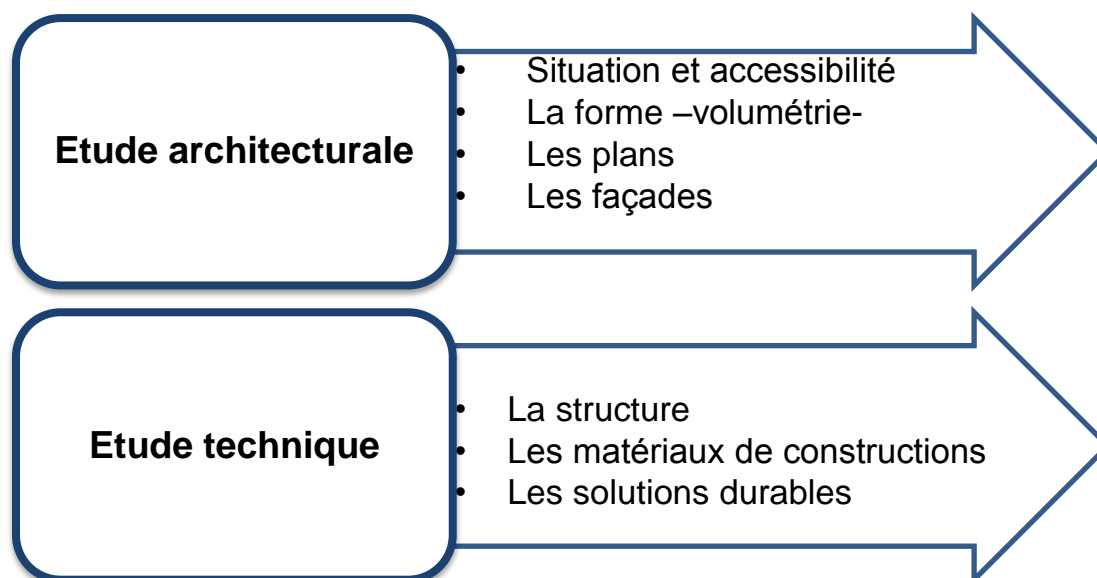 Etude architecturale
• Situation et accessibilité
• La forme –volumétrie-
• Les plans
• Les façades
Etude technique
• La structure
• Les matériaux de constructions
• Les solutions durables